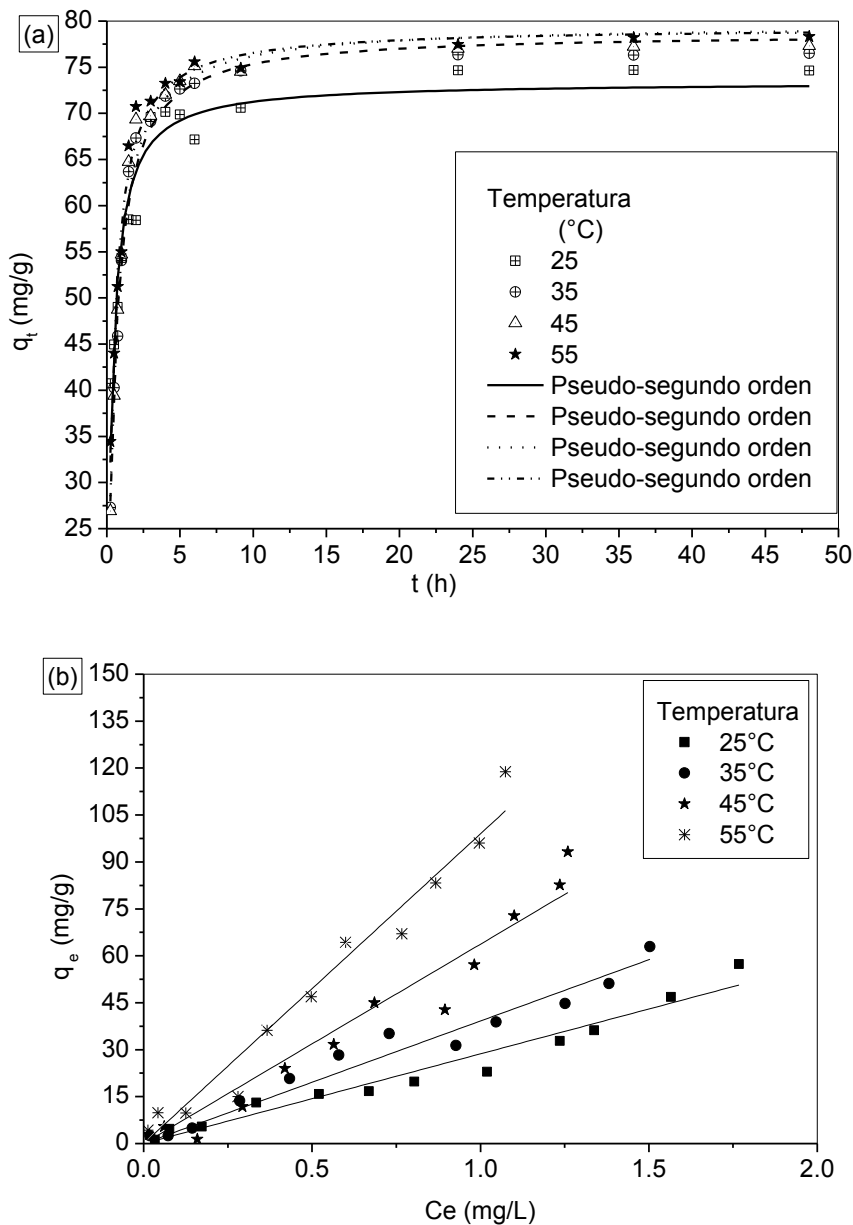 (a)
80
75
70
65
60
55
50
45
40
35
30
25
q_t (mg/g)
0 5 10 15 20 25 30 35 40 45 50
t (h)
Temperatura
(°C)
25
35
45
55
Pseudo-segundo orden
Pseudo-segundo orden
Pseudo-segundo orden
Pseudo-segundo orden
(b)
150
135
120
105
90
75
60
45
30
15
0
q_e (mg/g)
0.0 0.5 1.0 1.5 2.0
Ce (mg/L)
Temperatura
25°C
35°C
45°C
55°C